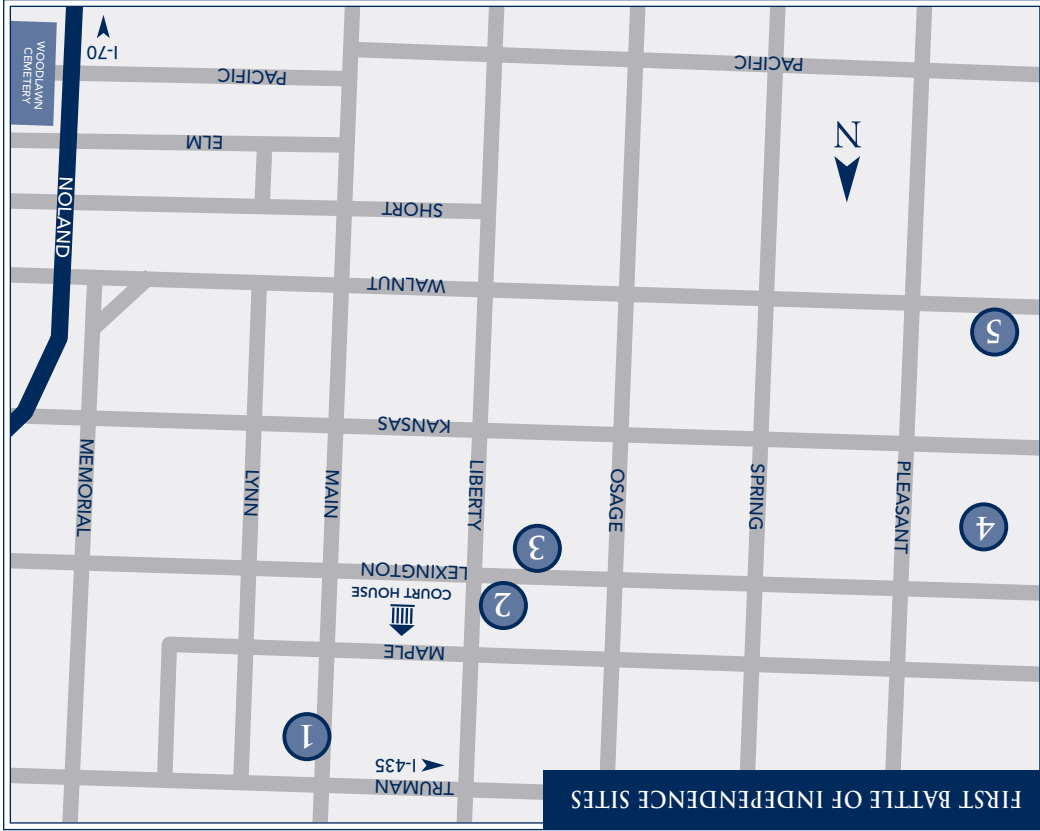 FIRST BATTLE OF INDEPENDENCE SITES
TRUMAN
I-435
1
MAPLE
COURT HOUSE
LEXINGTON
2
3
4
PLEASANT
SPRING
OSAGE
LIBERTY
MAIN
LYNN
MEMORIAL
KANSAS
5
WALNUT
SHORT
NOLAND
N
ELM
PACIFIC
PACIFIC
I-70
WOODLAWN
CEMETERY